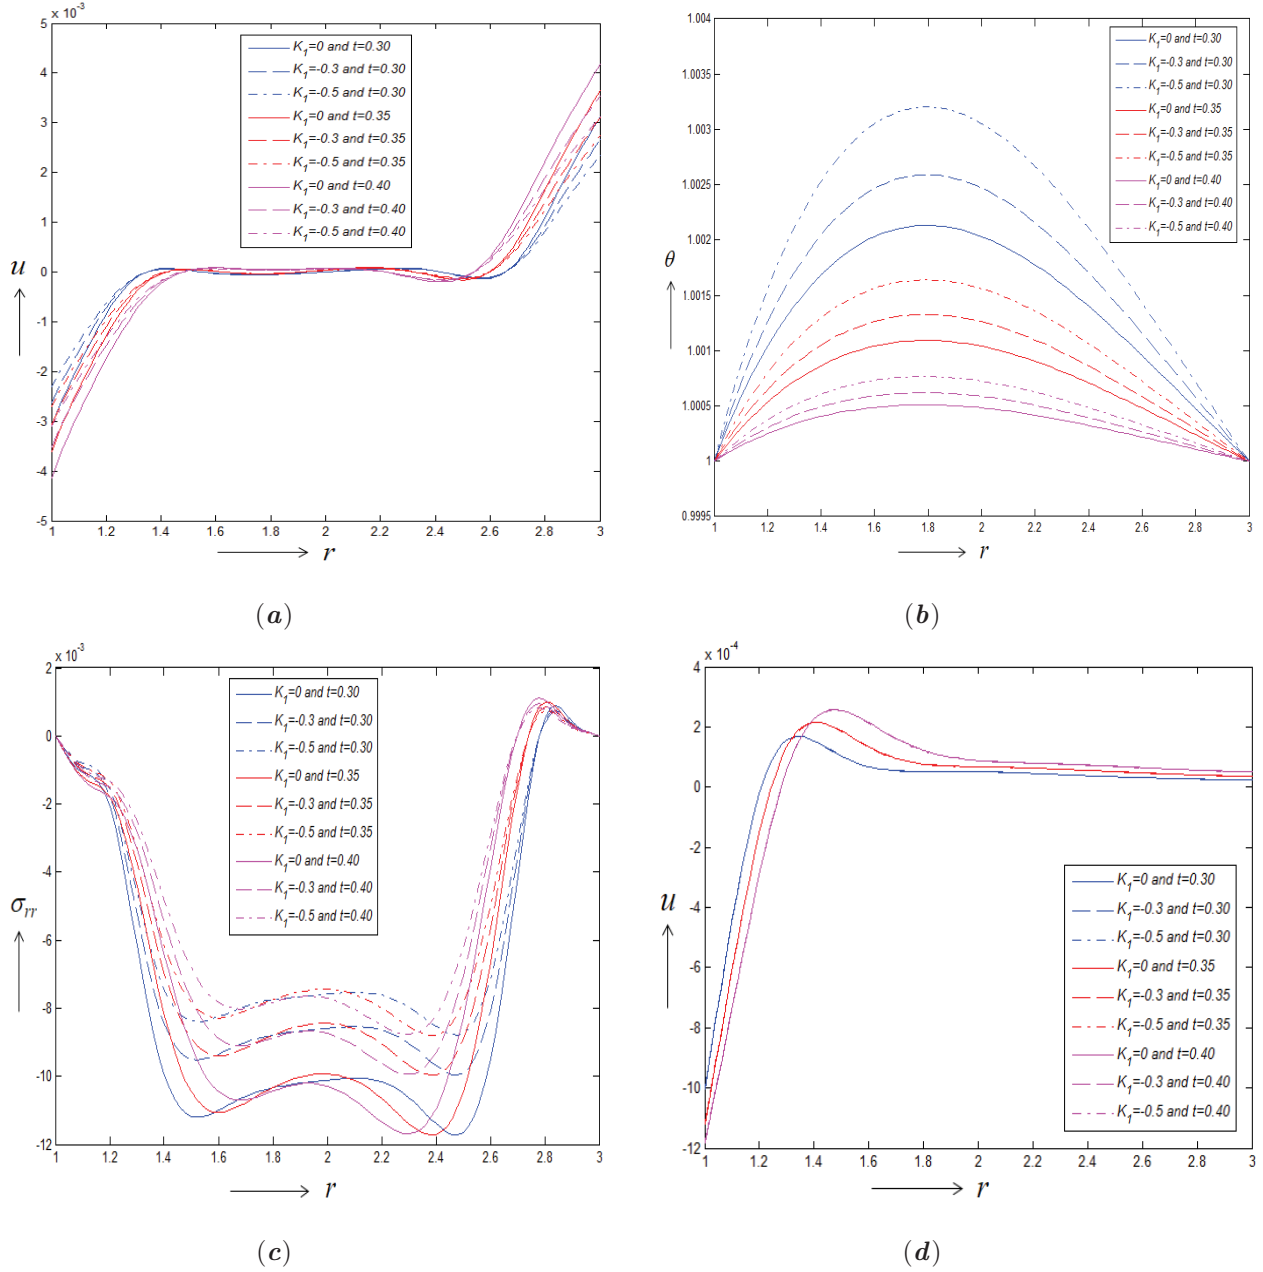 x 10⁻³
5
4
3
2
1
0
-1
-2
-3
-4
-5
u
K₁=0 and t=0.30
K₁=-0.3 and t=0.30
K₁=-0.5 and t=0.30
K₁=0 and t=0.35
K₁=-0.3 and t=0.35
K₁=-0.5 and t=0.35
K₁=0 and t=0.40
K₁=-0.3 and t=0.40
K₁=-0.5 and t=0.40
1 1.2 1.4 1.6 1.8 2 2.2 2.4 2.6 2.8 3
r
(a)
1.004
1.0035
1.003
1.0025
1.002
1.0015
1.001
1.0005
1
0.9995
θ
K₁=0 and t=0.30
K₁=-0.3 and t=0.30
K₁=-0.5 and t=0.30
K₁=0 and t=0.35
K₁=-0.3 and t=0.35
K₁=-0.5 and t=0.35
K₁=0 and t=0.40
K₁=-0.3 and t=0.40
K₁=-0.5 and t=0.40
1 1.2 1.4 1.6 1.8 2 2.2 2.4 2.6 2.8 3
r
(b)
x 10⁻³
2
0
-2
-4
-6
-8
-10
-12
σᵣᵣ
K₁=0 and t=0.30
K₁=-0.3 and t=0.30
K₁=-0.5 and t=0.30
K₁=0 and t=0.35
K₁=-0.3 and t=0.35
K₁=-0.5 and t=0.35
K₁=0 and t=0.40
K₁=-0.3 and t=0.40
K₁=-0.5 and t=0.40
1 1.2 1.4 1.6 1.8 2 2.2 2.4 2.6 2.8 3
r
(c)
x 10⁻⁴
4
2
0
-2
-4
-6
-8
-10
-12
u
K₁=0 and t=0.30
K₁=-0.3 and t=0.30
K₁=-0.5 and t=0.30
K₁=0 and t=0.35
K₁=-0.3 and t=0.35
K₁=-0.5 and t=0.35
K₁=0 and t=0.40
K₁=-0.3 and t=0.40
K₁=-0.5 and t=0.40
1 1.2 1.4 1.6 1.8 2 2.2 2.4 2.6 2.8 3
r
(d)